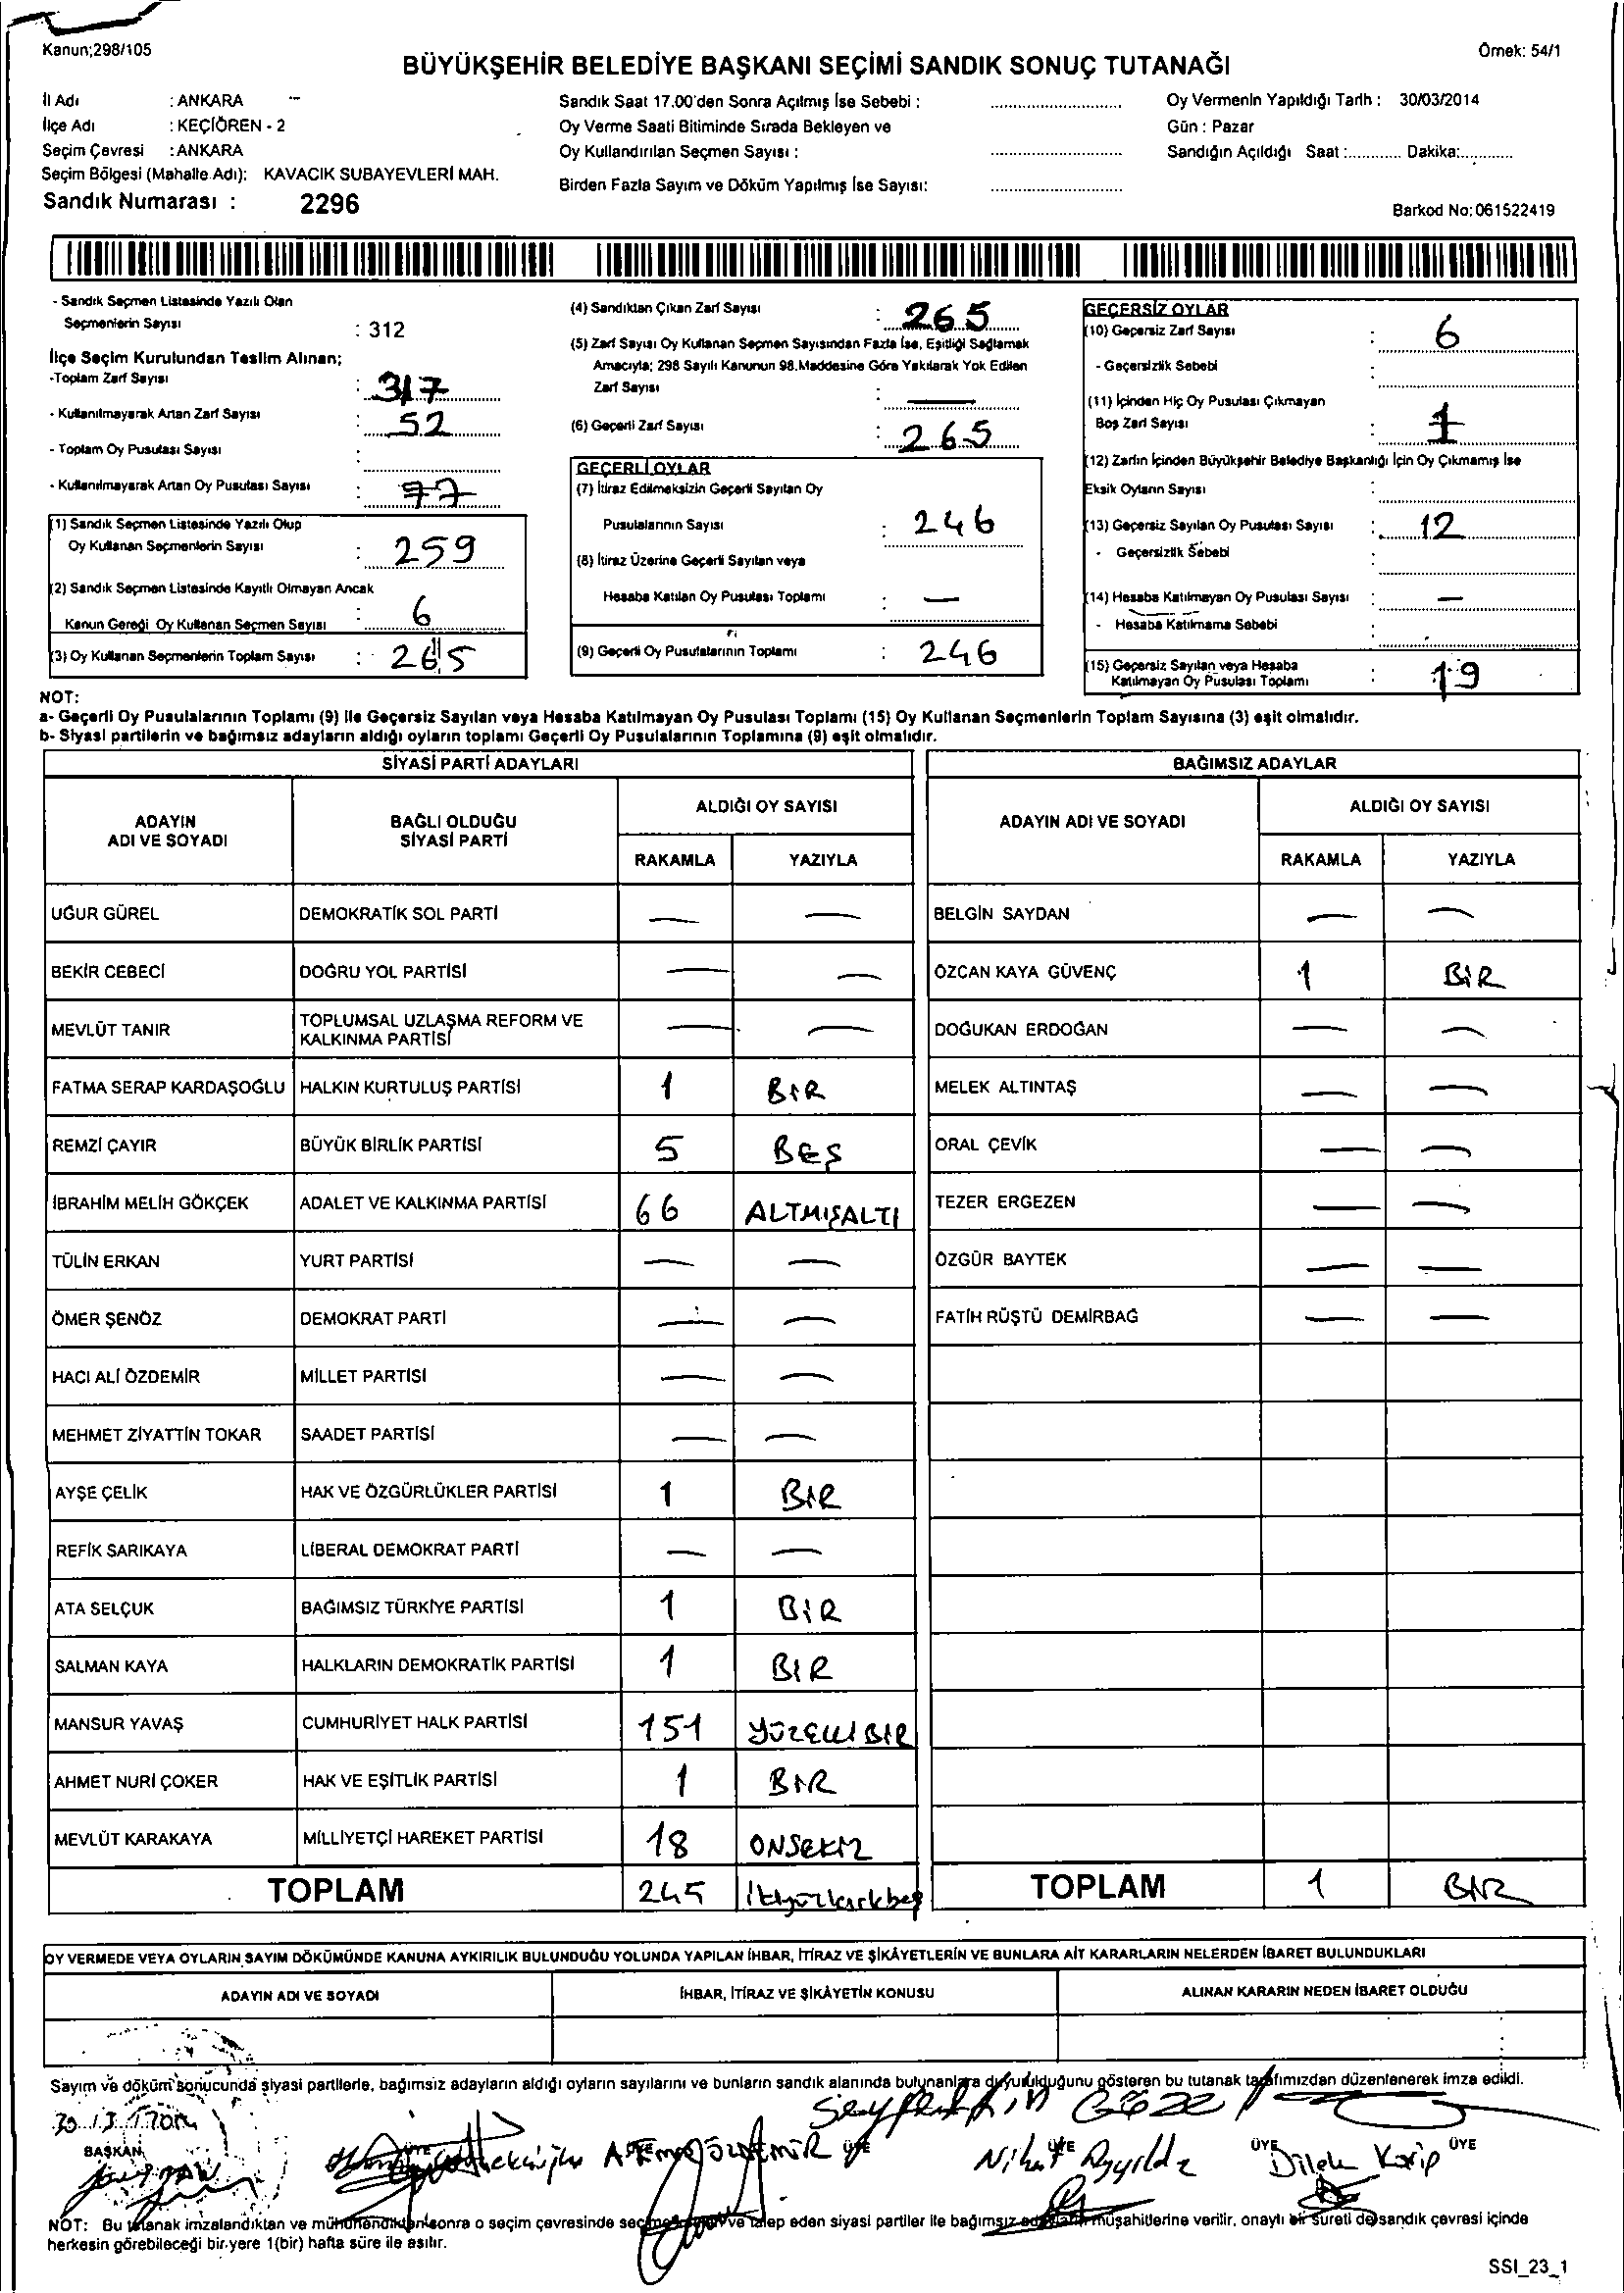 Kanun;298/105
Örnek: 54/1
BÜYÜKŞEHİR BELEDİYE BAŞKANI SEÇİMİ SANDIK SONUÇ TUTANAĞI
İl Adı : ANKARA
İlçe Adı : KEÇİÖREN - 2
Seçim Çevresi : ANKARA
Seçim Bölgesi (Mahalle Adı): KAVACIK SUBAYEVLERİ MAH.
Sandık Numarası : 2296
Sandık Saat 17.00'den Sonra Açılmış İse Sebebi :
Oy Verme Saati Bitiminde Sırada Bekleyen ve
Oy Kullandırılan Seçmen Sayısı :
Birden Fazla Sayım ve Döküm Yapılmış İse Sayısı:
Oy Vermenin Yapıldığı Tarih : 30/03/2014
Gün : Pazar
Sandığın Açıldığı Saat :............ Dakika:............
Barkod No: 061522419
- Sandık Seçmen Listesinde Yazılı Olan
Seçmenlerin Sayısı : 312
İlçe Seçim Kurulundan Teslim Alınan;
-Toplam Zarf Sayısı : 317
- Kullanılmayarak Artan Zarf Sayısı : 52
- Toplam Oy Pusulası Sayısı :
- Kullanılmayarak Artan Oy Pusulası Sayısı : 77
(1) Sandık Seçmen Listesinde Yazılı Olup
Oy Kullanan Seçmenlerin Sayısı : 259
(2) Sandık Seçmen Listesinde Kayıtlı Olmayan Ancak
Kanun Gereği Oy Kullanan Seçmen Sayısı : 6
(3) Oy Kullanan Seçmenlerin Toplam Sayısı : 265
(4) Sandıktan Çıkan Zarf Sayısı : 265
(5) Zarf Sayısı Oy Kullanan Seçmen Sayısından Fazla İse, Eşitliği Sağlamak
Amacıyla; 298 Sayılı Kanunun 98.Maddesine Göre Yakılarak Yok Edilen
Zarf Sayısı : —
(6) Geçerli Zarf Sayısı : 265
GEÇERLİ OYLAR
(7) İtiraz Edilmeksizin Geçerli Sayılan Oy
Pusulalarının Sayısı : 246
(8) İtiraz Üzerine Geçerli Sayılan veya
Hesaba Katılan Oy Pusulası Toplamı : —
(9) Geçerli Oy Pusulalarının Toplamı : 246
GEÇERSİZ OYLAR
(10) Geçersiz Zarf Sayısı : 6
- Geçersizlik Sebebi :
(11) İçinden Hiç Oy Pusulası Çıkmayan
Boş Zarf Sayısı : 1
(12) Zarfın İçinden Büyükşehir Belediye Başkanlığı İçin Oy Çıkmamış İse
Eksik Oyların Sayısı :
(13) Geçersiz Sayılan Oy Pusulası Sayısı : 12
- Geçersizlik Sebebi :
(14) Hesaba Katılmayan Oy Pusulası Sayısı : —
- Hesaba Katılmama Sebebi :
(15) Geçersiz Sayılan veya Hesaba
Katılmayan Oy Pusulası Toplamı : 19
NOT:
a- Geçerli Oy Pusulalarının Toplamı (9) ile Geçersiz Sayılan veya Hesaba Katılmayan Oy Pusulası Toplamı (15) Oy Kullanan Seçmenlerin Toplam Sayısına (3) eşit olmalıdır.
b- Siyasi partilerin ve bağımsız adayların aldığı oyların toplamı Geçerli Oy Pusulalarının Toplamına (9) eşit olmalıdır.
SİYASİ PARTİ ADAYLARI
ADAYIN ADI VE SOYADI BAĞLI OLDUĞU SİYASİ PARTİ ALDIĞI OY SAYISI
RAKAMLA YAZIYLA
UĞUR GÜREL DEMOKRATİK SOL PARTİ — —
BEKİR CEBECİ DOĞRU YOL PARTİSİ — —
MEVLÜT TANIR TOPLUMSAL UZLAŞMA REFORM VE KALKINMA PARTİSİ — —
FATMA SERAP KARDAŞOĞLU HALKIN KURTULUŞ PARTİSİ 1 BİR
REMZİ ÇAYIR BÜYÜK BİRLİK PARTİSİ 5 BEŞ
İBRAHİM MELİH GÖKÇEK ADALET VE KALKINMA PARTİSİ 66 ALTMIŞALTI
TÜLİN ERKAN YURT PARTİSİ — —
ÖMER ŞENÖZ DEMOKRAT PARTİ — —
HACI ALİ ÖZDEMİR MİLLET PARTİSİ — —
MEHMET ZİYATTİN TOKAR SAADET PARTİSİ — —
AYŞE ÇELİK HAK VE ÖZGÜRLÜKLER PARTİSİ 1 BİR
REFİK SARIKAYA LİBERAL DEMOKRAT PARTİ — —
ATA SELÇUK BAĞIMSIZ TÜRKİYE PARTİSİ 1 BİR
SALMAN KAYA HALKLARIN DEMOKRATİK PARTİSİ 1 BIR
MANSUR YAVAŞ CUMHURİYET HALK PARTİSİ 151 YÜZELLİ BİR
AHMET NURİ ÇOKER HAK VE EŞİTLİK PARTİSİ 1 BİR
MEVLÜT KARAKAYA MİLLİYETÇİ HAREKET PARTİSİ 18 ONSEKİZ
TOPLAM 245 İkiyüzkırkbeş
BAĞIMSIZ ADAYLAR
ADAYIN ADI VE SOYADI ALDIĞI OY SAYISI
RAKAMLA YAZIYLA
BELGİN SAYDAN — —
ÖZCAN KAYA GÜVENÇ 1 BİR
DOĞUKAN ERDOĞAN — —
MELEK ALTINTAŞ — —
ORAL ÇEVİK — —
TEZER ERGEZEN — —
ÖZGÜR BAYTEK — —
FATİH RÜŞTÜ DEMİRBAĞ — —
TOPLAM 1 BİR
OY VERMEDE VEYA OYLARIN SAYIM DÖKÜMÜNDE KANUNA AYKIRILIK BULUNDUĞU YOLUNDA YAPILAN İHBAR, İTİRAZ VE ŞİKÂYETLERİN VE BUNLARA AİT KARARLARIN NELERDEN İBARET BULUNDUKLARI
ADAYIN ADI VE SOYADI İHBAR, İTİRAZ VE ŞİKÂYETİN KONUSU ALINAN KARARIN NEDEN İBARET OLDUĞU
Sayım ve döküm sonucunda siyasi partilerle, bağımsız adayların aldığı oyların sayılarını ve bunların sandık alanında bulunanlara duyurulduğunu gösteren bu tutanak tarafımızdan düzenlenerek imza edildi.
30/3/2014
BAŞKAN ÜYE ÜYE ÜYE ÜYE ÜYE ÜYE
Dilek
NOT: Bu tutanak imzalandıktan ve mühürlendikten sonra o seçim çevresinde seçime katılan ve talep eden siyasi partiler ile bağımsız adayların müşahitlerine verilir, onaylı bir sureti de sandık çevresi içinde
herkesin görebileceği bir yere 1(bir) hafta süre ile asılır.
SSI_23_1